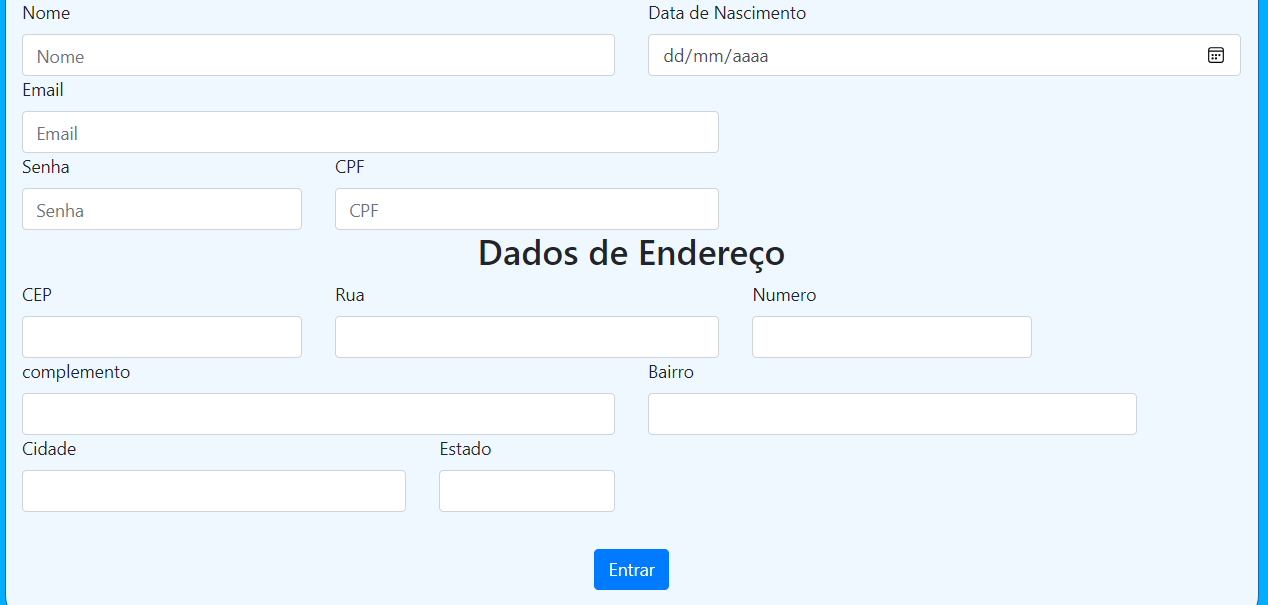 Nome Data de Nascimento
Nome dd/mm/aaaa
Email
Email
Senha CPF
Senha CPF
Dados de Endereço
CEP Rua Numero
complemento Bairro
Cidade Estado
Entrar